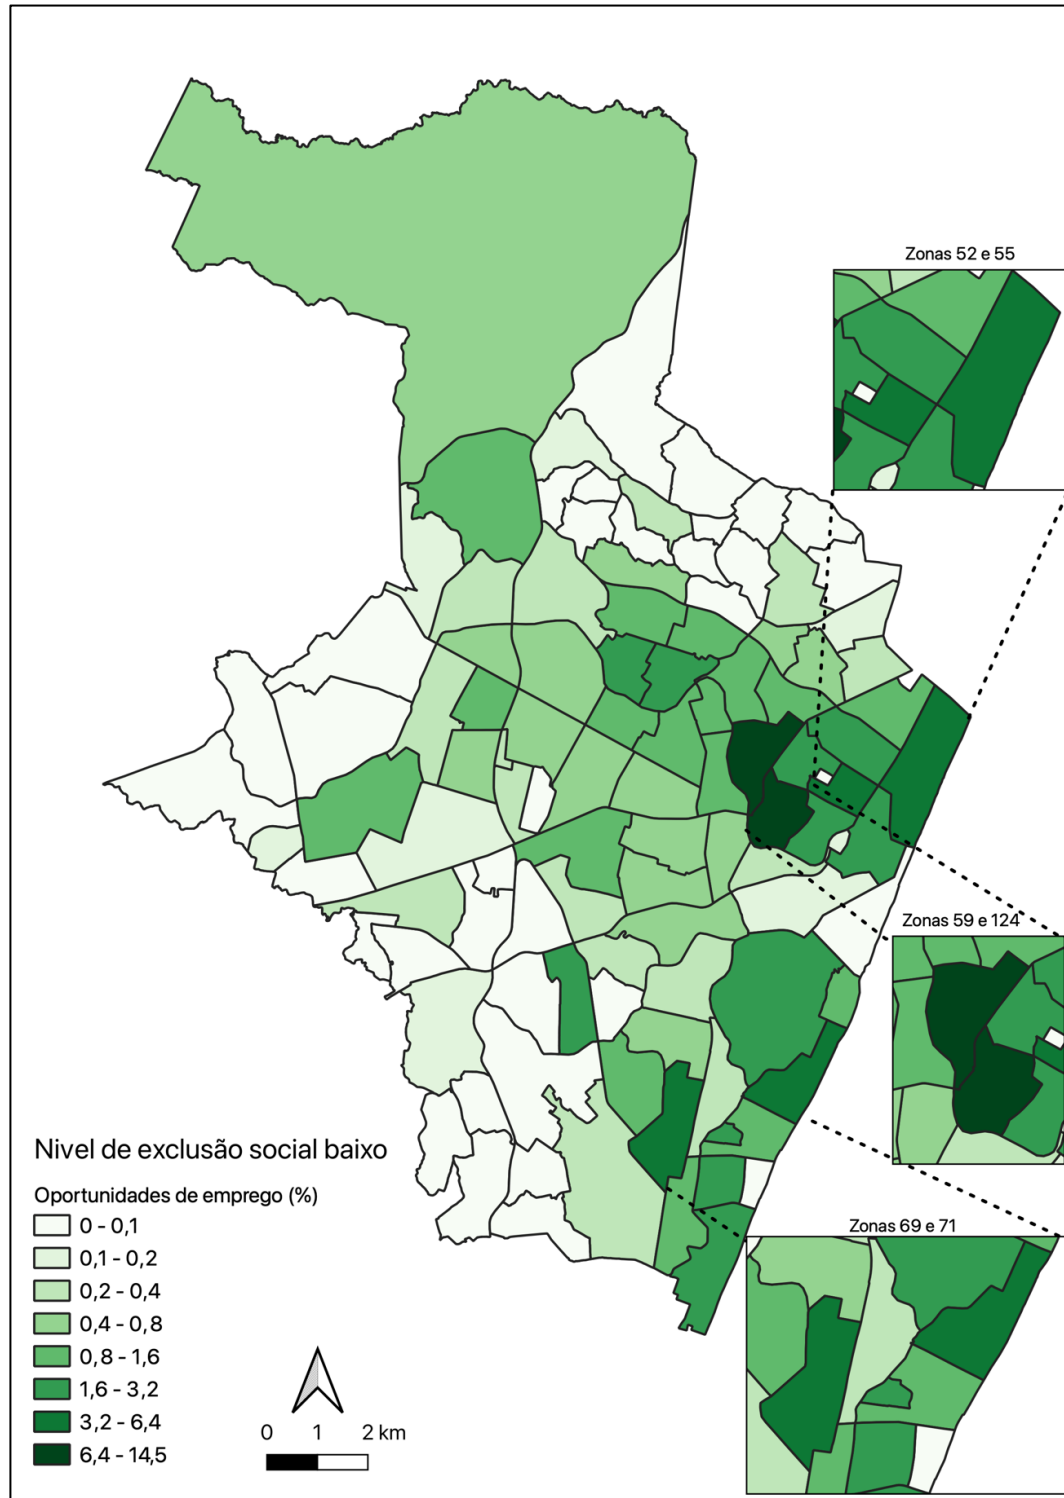 Zonas 52 e 55
Zonas 59 e 124
Zonas 69 e 71
Nivel de exclusão social baixo
Oportunidades de emprego (%)
0 - 0,1
0,1 - 0,2
0,2 - 0,4
0,4 - 0,8
0,8 - 1,6
1,6 - 3,2
3,2 - 6,4
6,4 - 14,5
0 1 2 km